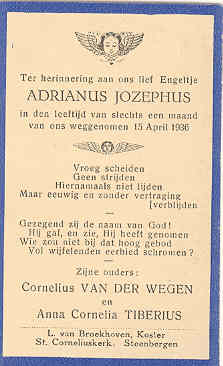 Ter herinnering aan ons lief Engeltje
ADRIANUS JOZEPHUS
in den leeftijd van slechts een maand
van ons weggenomen 15 April 1936
Vroeg scheiden
Geen strijden
Hiernamaals niet lijden
Maar eeuwig en zonder vertraging
[verblijden
Gezegend zij de naam van God!
Hij gaf, en zie, Hij heeft genomen
Wie zou niet bij dat hoog gebod
Vol wijfelenden eerbied schromen?
Zijne ouders:
Cornelius VAN DER WEGEN
en
Anna Cornelia TIBERIUS
L. van Broekhoven, Koster
St. Corneliuskerk, Steenbergen